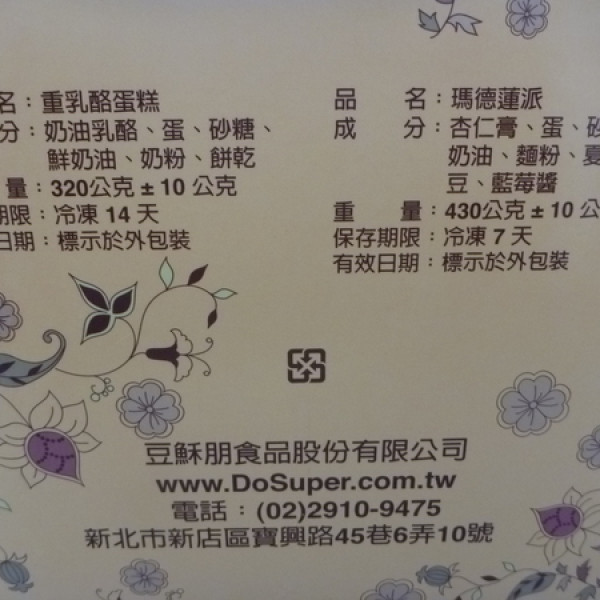 名：重乳酪蛋糕
分：奶油乳酪、蛋、砂糖、
鮮奶油、奶粉、餅乾
量：320公克 ± 10 公克
期限：冷凍 14 天
日期：標示於外包裝
品 名：瑪德蓮派
成 分：杏仁膏、蛋、砂
奶油、麵粉、夏
豆、藍莓醬
重 量：430公克 ± 10 公
保存期限：冷凍 7 天
有效日期：標示於外包裝
豆穌朋食品股份有限公司
www.DoSuper.com.tw
電話：(02)2910-9475
新北市新店區寶興路45巷6弄10號